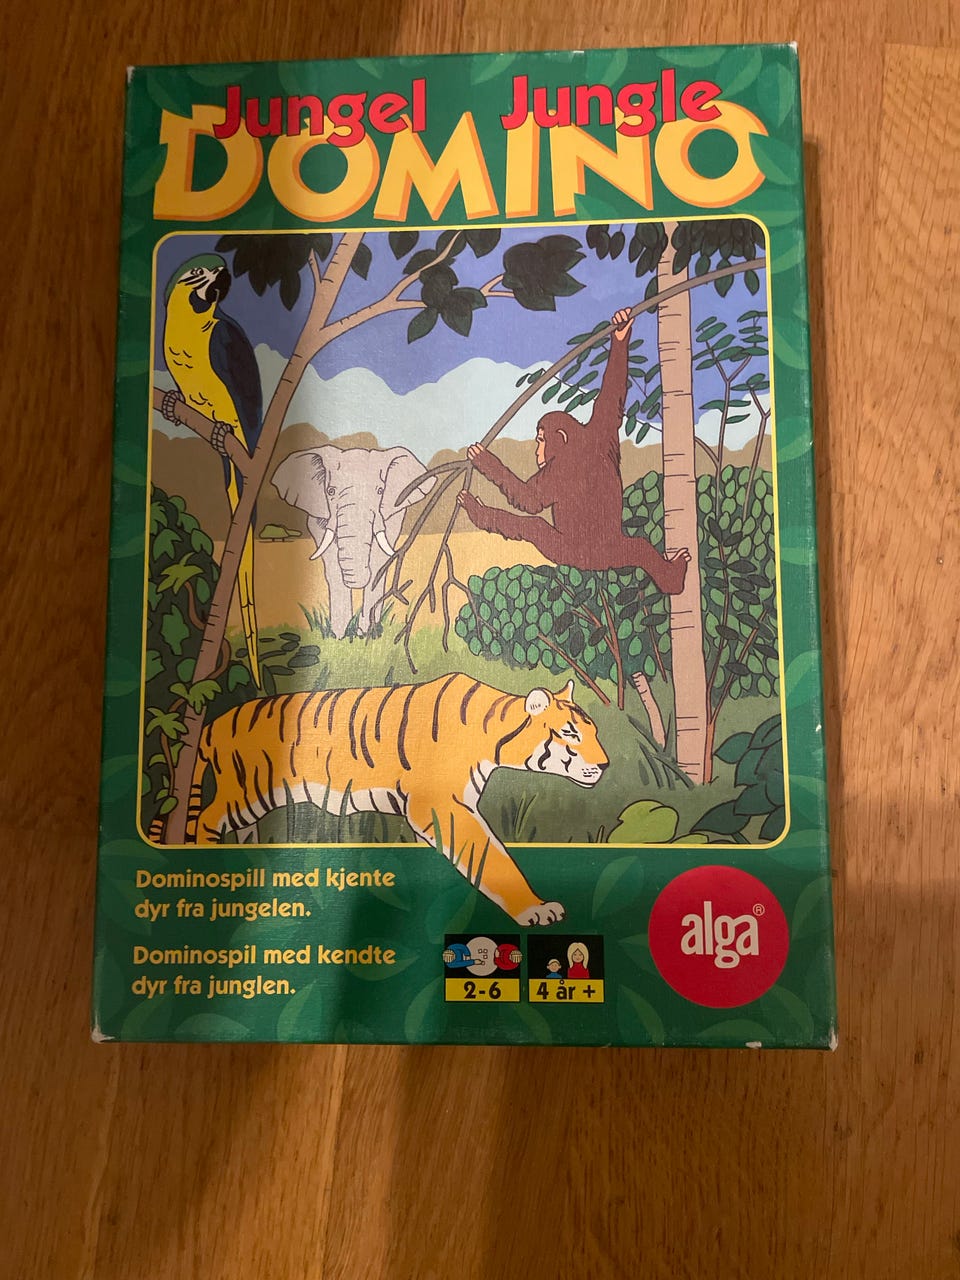 Jungel Jungle
DOMINO
Dominospill med kjente
dyr fra jungelen.
Dominospil med kendte
dyr fra junglen.
2-6
4 år +
alga®